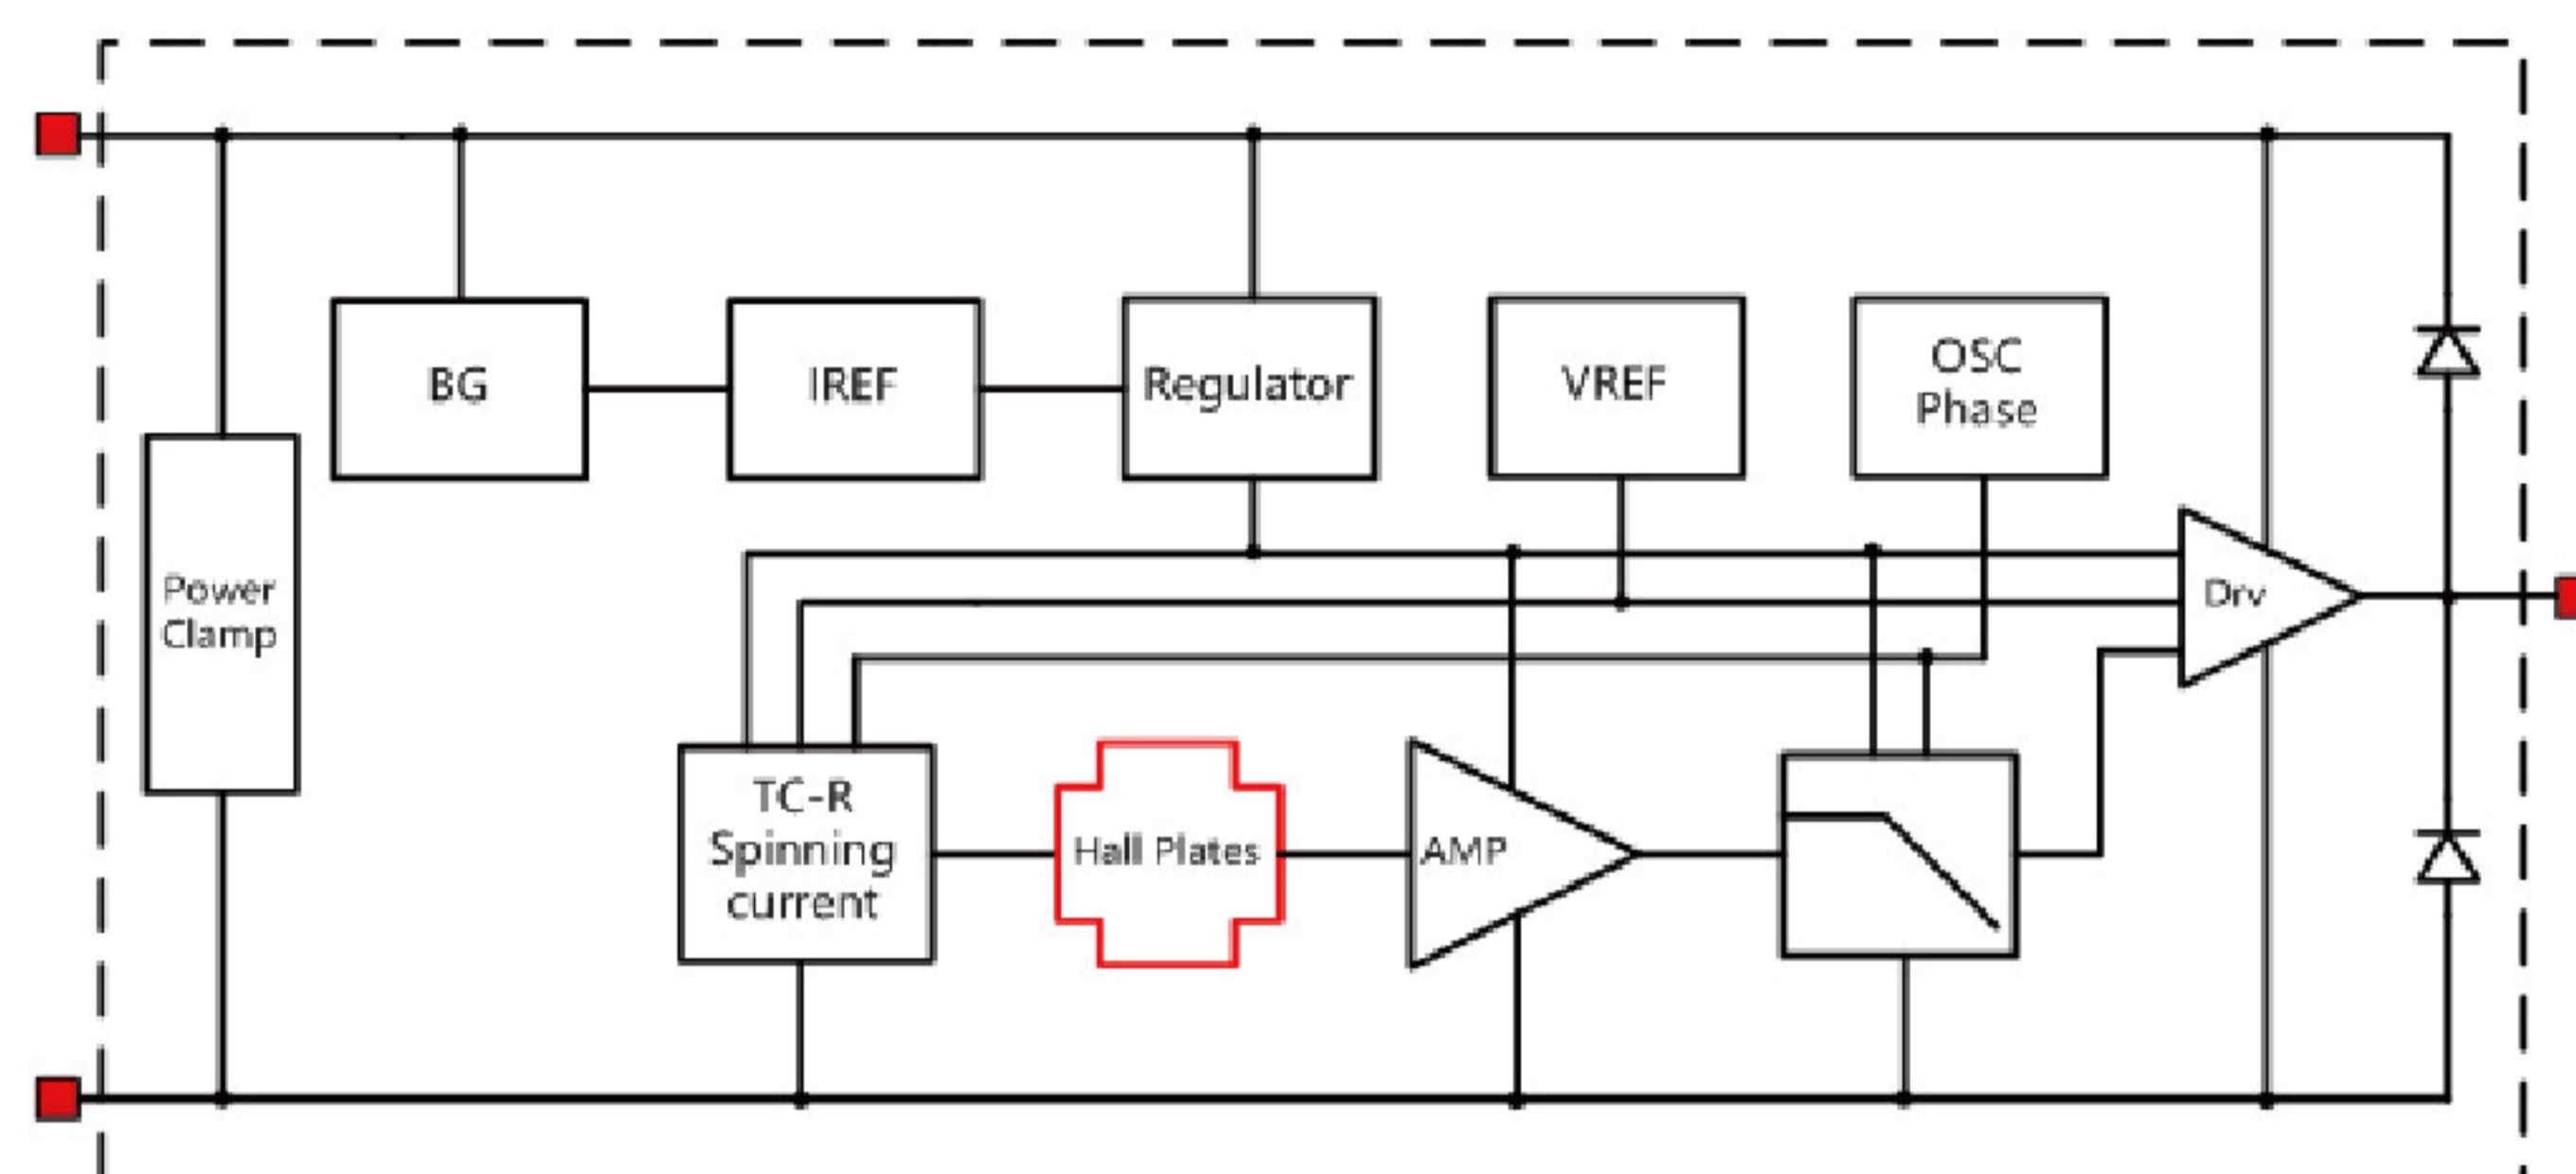 BG
IREF
Regulator
VREF
OSC
Phase
Power
Clamp
Drv
TC-R
Spinning
current
Hall Plates
AMP